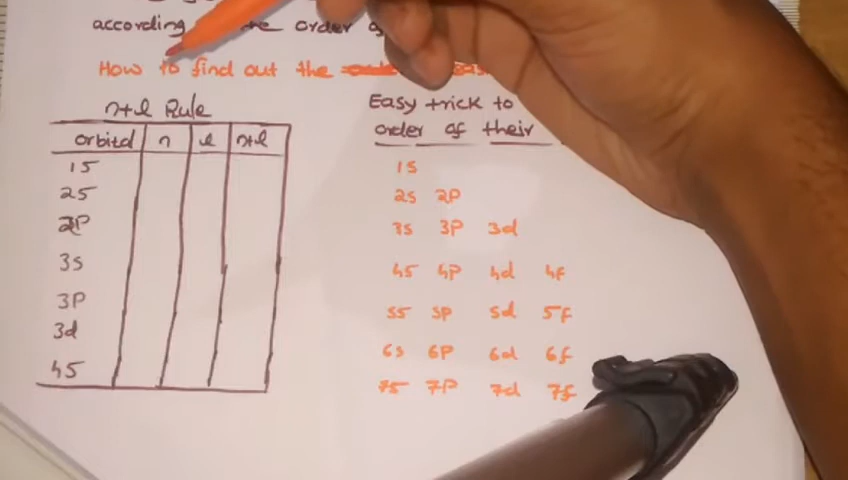 according order of
How to find out the
n+l Rule
orbital n l n+l
1s
2s
2p
3s
3p
3d
4s
Easy trick to
order of their
1s
2s 2p
3s 3p 3d
4s 4p 4d 4f
5s 5p 5d 5f
6s 6p 6d 6f
7s 7p 7d 7f